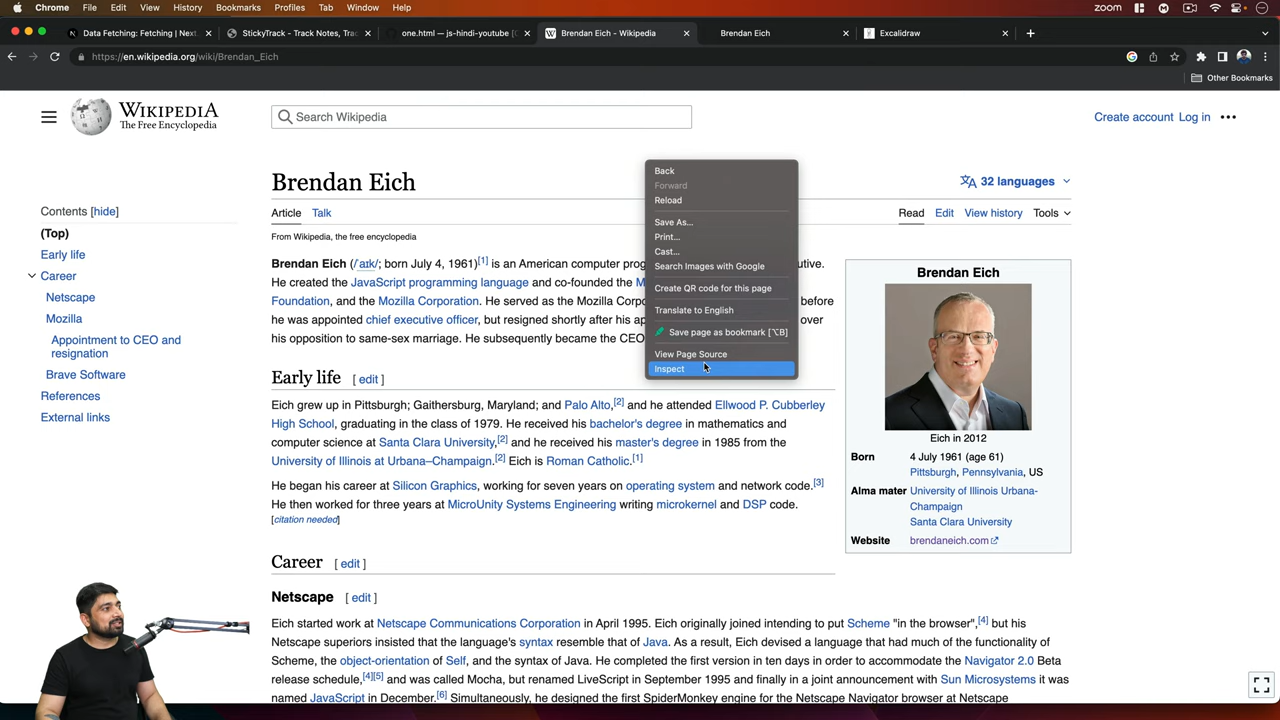 Chrome File Edit View History Bookmarks Profiles Tab Window Help
zoom
Data Fetching: Fetching | Next.
StickyTrack - Track Notes, Trac
one.html — js-hindi-youtube [C
Brendan Eich - Wikipedia
Brendan Eich
Excalidraw
https://en.wikipedia.org/wiki/Brendan_Eich
Other Bookmarks
WIKIPEDIA
The Free Encyclopedia
Search Wikipedia
Create account Log in
Brendan Eich
32 languages
Article Talk
Read Edit View history Tools
From Wikipedia, the free encyclopedia
Contents [hide]
(Top)
Early life
Career
Netscape
Mozilla
Appointment to CEO and
resignation
Brave Software
References
External links
Brendan Eich (/ˈaɪk/; born July 4, 1961)[1] is an American computer prog utive.
He created the JavaScript programming language and co-founded the M
Foundation, and the Mozilla Corporation. He served as the Mozilla Corp before
he was appointed chief executive officer, but resigned shortly after his ap over
his opposition to same-sex marriage. He subsequently became the CEO
Back
Forward
Reload
Save As...
Print...
Cast...
Search Images with Google
Create QR code for this page
Translate to English
Save page as bookmark [⌥B]
View Page Source
Inspect
Early life [ edit ]
Eich grew up in Pittsburgh; Gaithersburg, Maryland; and Palo Alto,[2] and he attended Ellwood P. Cubberley
High School, graduating in the class of 1979. He received his bachelor's degree in mathematics and
computer science at Santa Clara University,[2] and he received his master's degree in 1985 from the
University of Illinois at Urbana–Champaign.[2] Eich is Roman Catholic.[1]
He began his career at Silicon Graphics, working for seven years on operating system and network code.[3]
He then worked for three years at MicroUnity Systems Engineering writing microkernel and DSP code.
[citation needed]
Career [ edit ]
Netscape [ edit ]
Eich started work at Netscape Communications Corporation in April 1995. Eich originally joined intending to put Scheme "in the browser",[4] but his
Netscape superiors insisted that the language's syntax resemble that of Java. As a result, Eich devised a language that had much of the functionality of
Scheme, the object-orientation of Self, and the syntax of Java. He completed the first version in ten days in order to accommodate the Navigator 2.0 Beta
release schedule,[4][5] and was called Mocha, but renamed LiveScript in September 1995 and finally in a joint announcement with Sun Microsystems it was
named JavaScript in December.[6] Simultaneously, he designed the first SpiderMonkey engine for the Netscape Navigator browser at Netscape
Brendan Eich
Eich in 2012
Born 4 July 1961 (age 61)
Pittsburgh, Pennsylvania, US
Alma mater University of Illinois Urbana-
Champaign
Santa Clara University
Website brendaneich.com